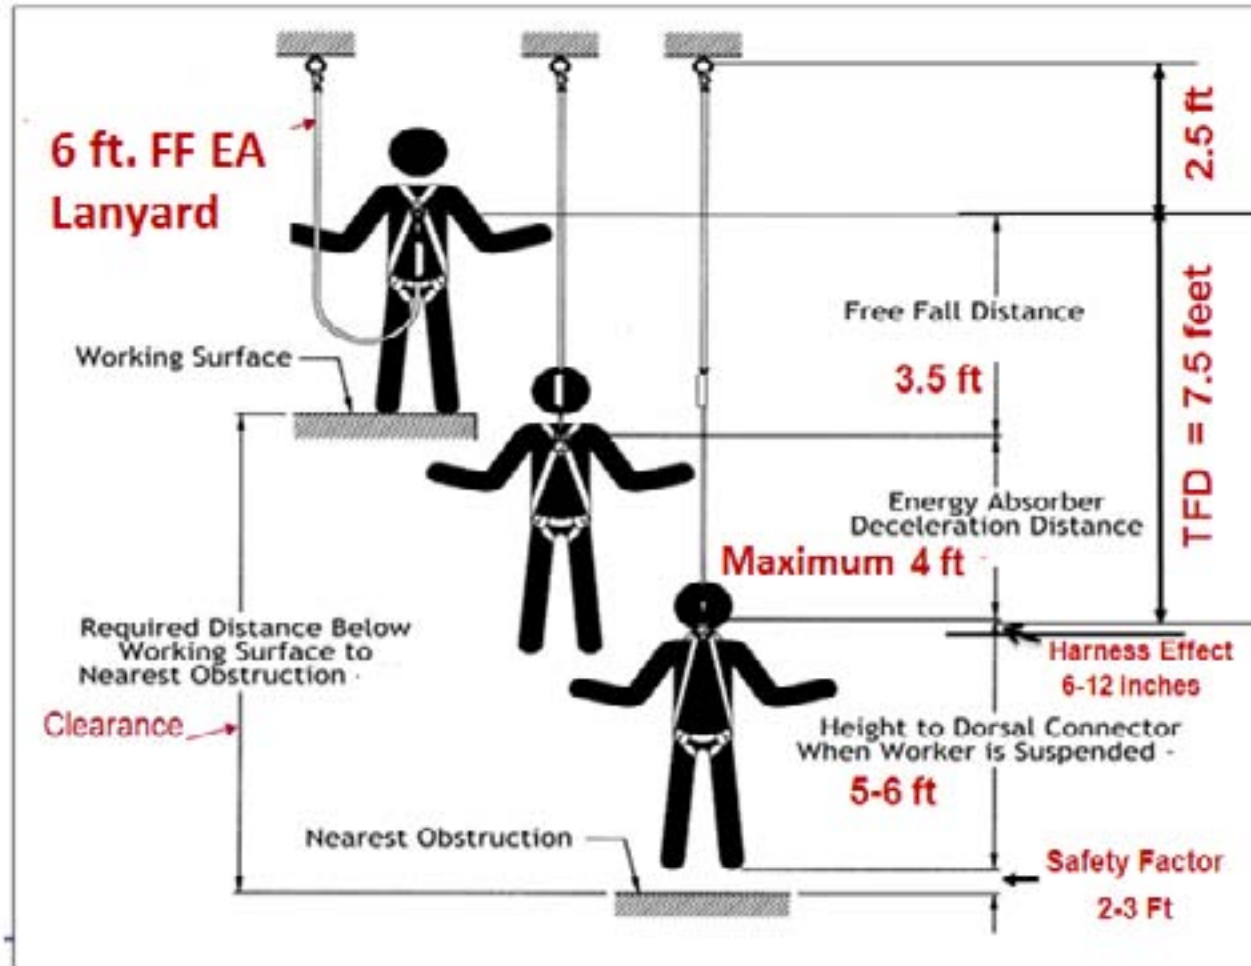 6 ft. FF EA
Lanyard
2.5 ft
Free Fall Distance
3.5 ft
TFD = 7.5 feet
Working Surface
Energy Absorber
Deceleration Distance
Maximum 4 ft
Required Distance Below
Working Surface to
Nearest Obstruction
Clearance
Harness Effect
6-12 inches
Height to Dorsal Connector
When Worker is Suspended -
5-6 ft
Nearest Obstruction
Safety Factor
2-3 Ft